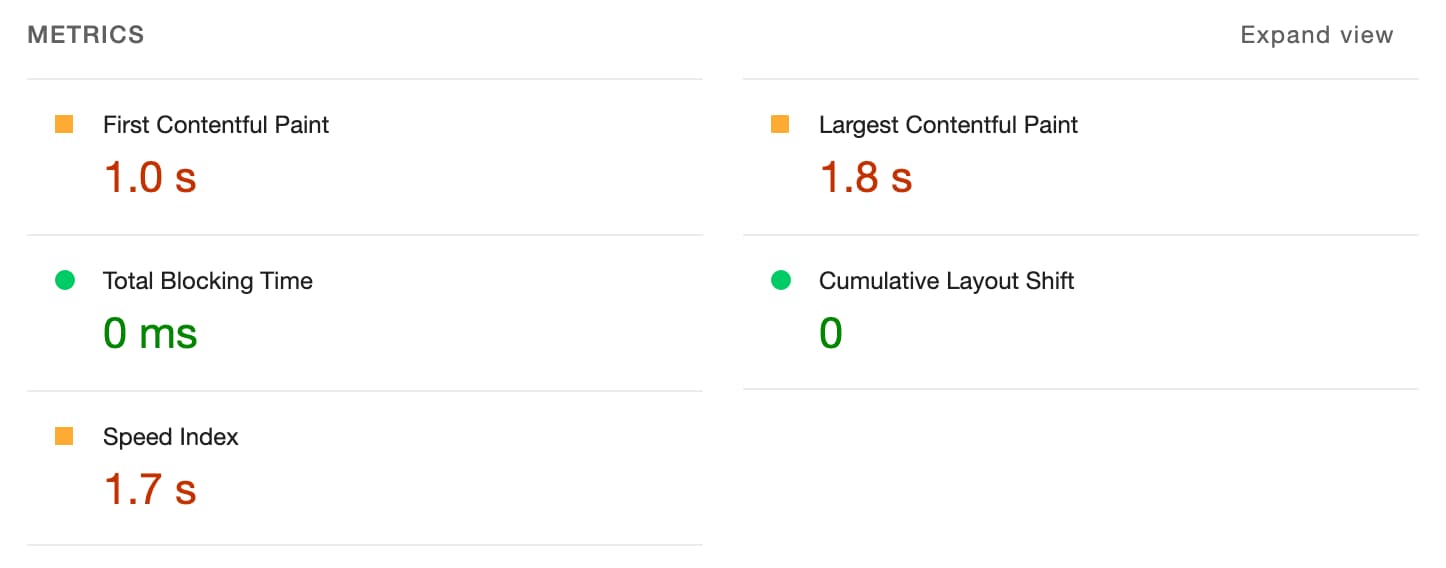 METRICS
Expand view
First Contentful Paint
1.0 s
Largest Contentful Paint
1.8 s
Total Blocking Time
0 ms
Cumulative Layout Shift
0
Speed Index
1.7 s